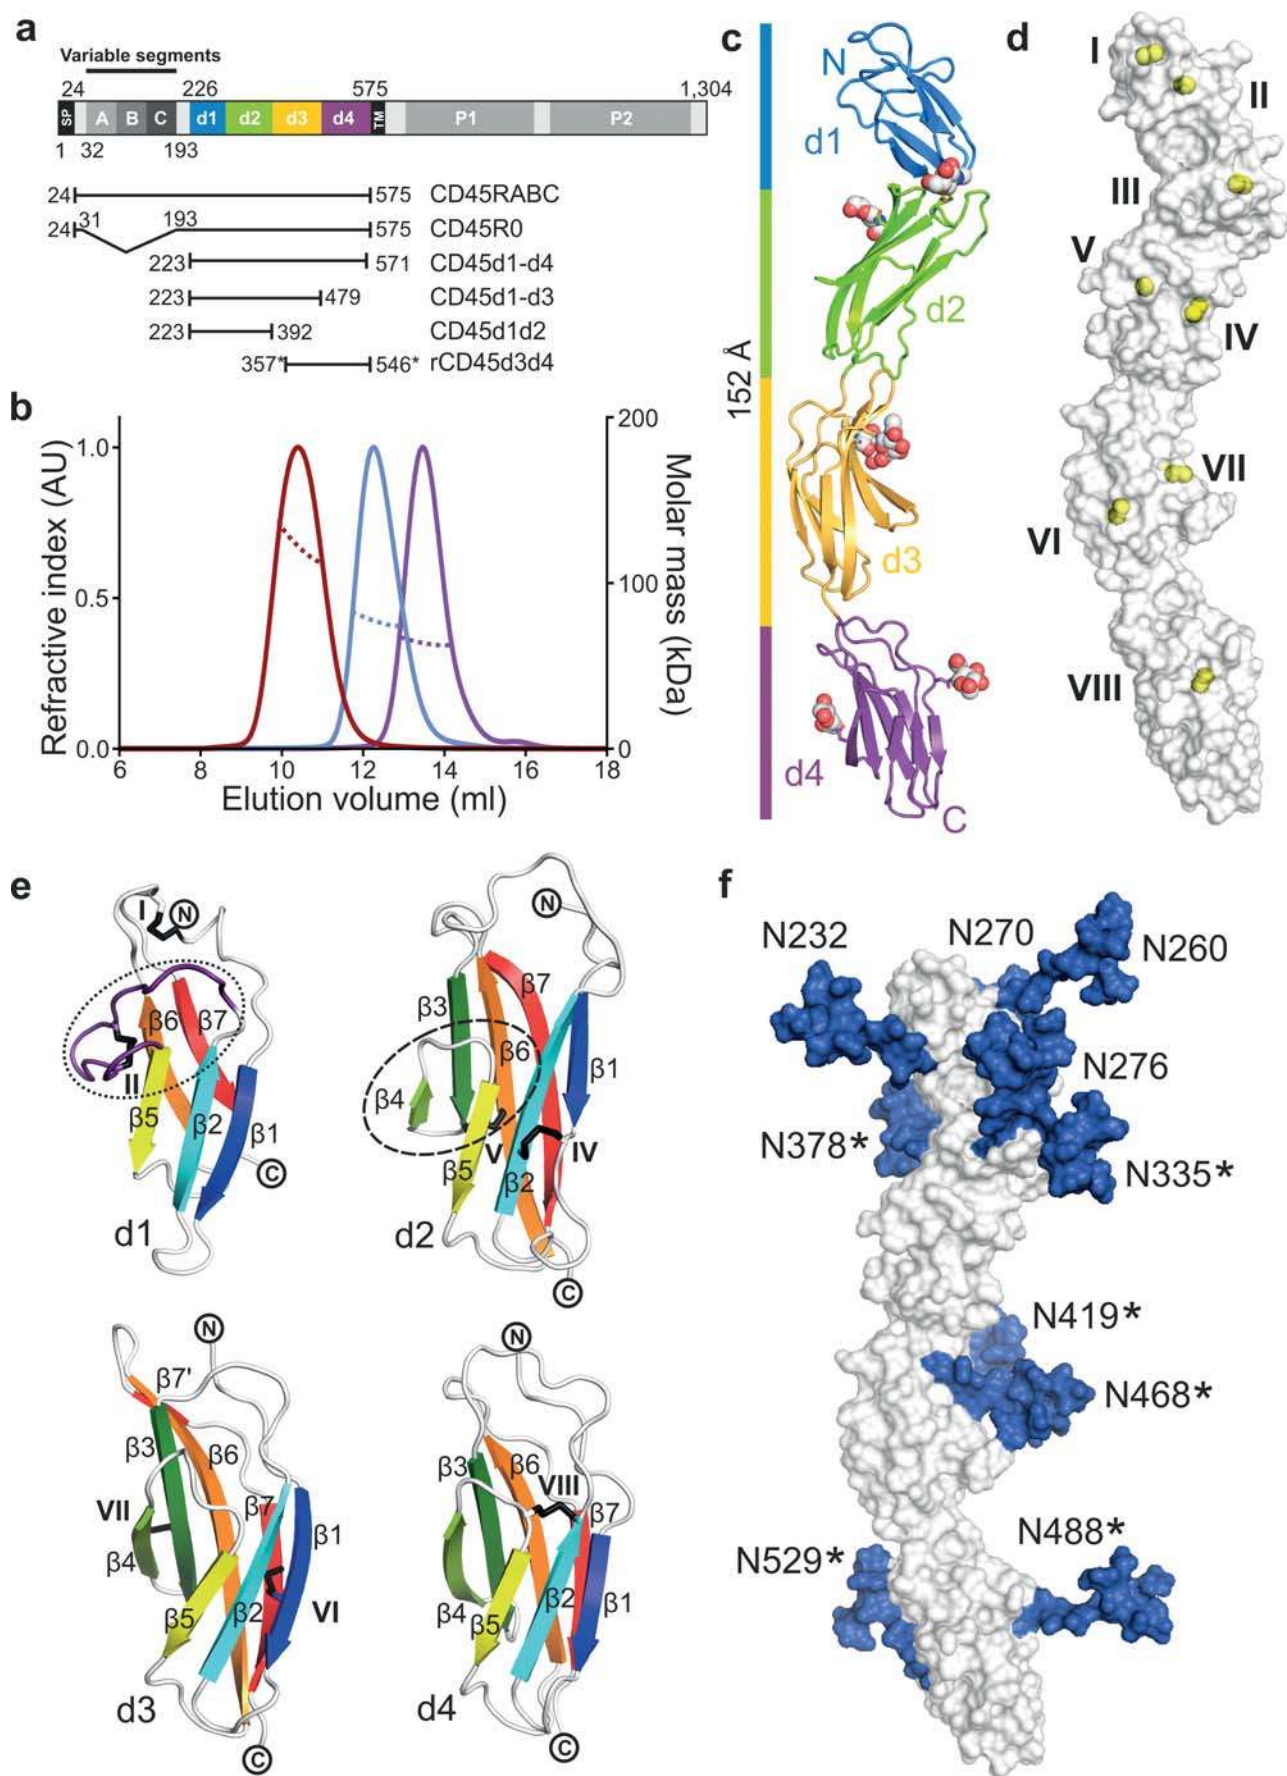 a
Variable segments
24 226 575 1,304
SP A B C d1 d2 d3 d4 TM P1 P2
1 32 193
24 575 CD45RABC
24 31 193 575 CD45R0
223 571 CD45d1-d4
223 479 CD45d1-d3
223 392 CD45d1d2
357* 546* rCD45d3d4
b
Refractive index (AU)
1.0
0.5
0.0
6 8 10 12 14 16 18
Elution volume (ml)
200
100
0
Molar mass (kDa)
c
N
d1
d2
152 Å
d3
d4
C
d
I
II
III
V
IV
VII
VI
VIII
e
I N
β6 β7
II
β5 β2 β1
C
d1
N
β7
β3
β6
β4 β1
V IV
β5 β2
d2
C
N
β7'
β3 β6
VII β7
β4 β1
β5 β2 VI
d3
C
N
β3 β6 VIII
β7
β4 β5 β2 β1
d4
C
f
N232 N270 N260
N276
N378* N335*
N419*
N468*
N529* N488*